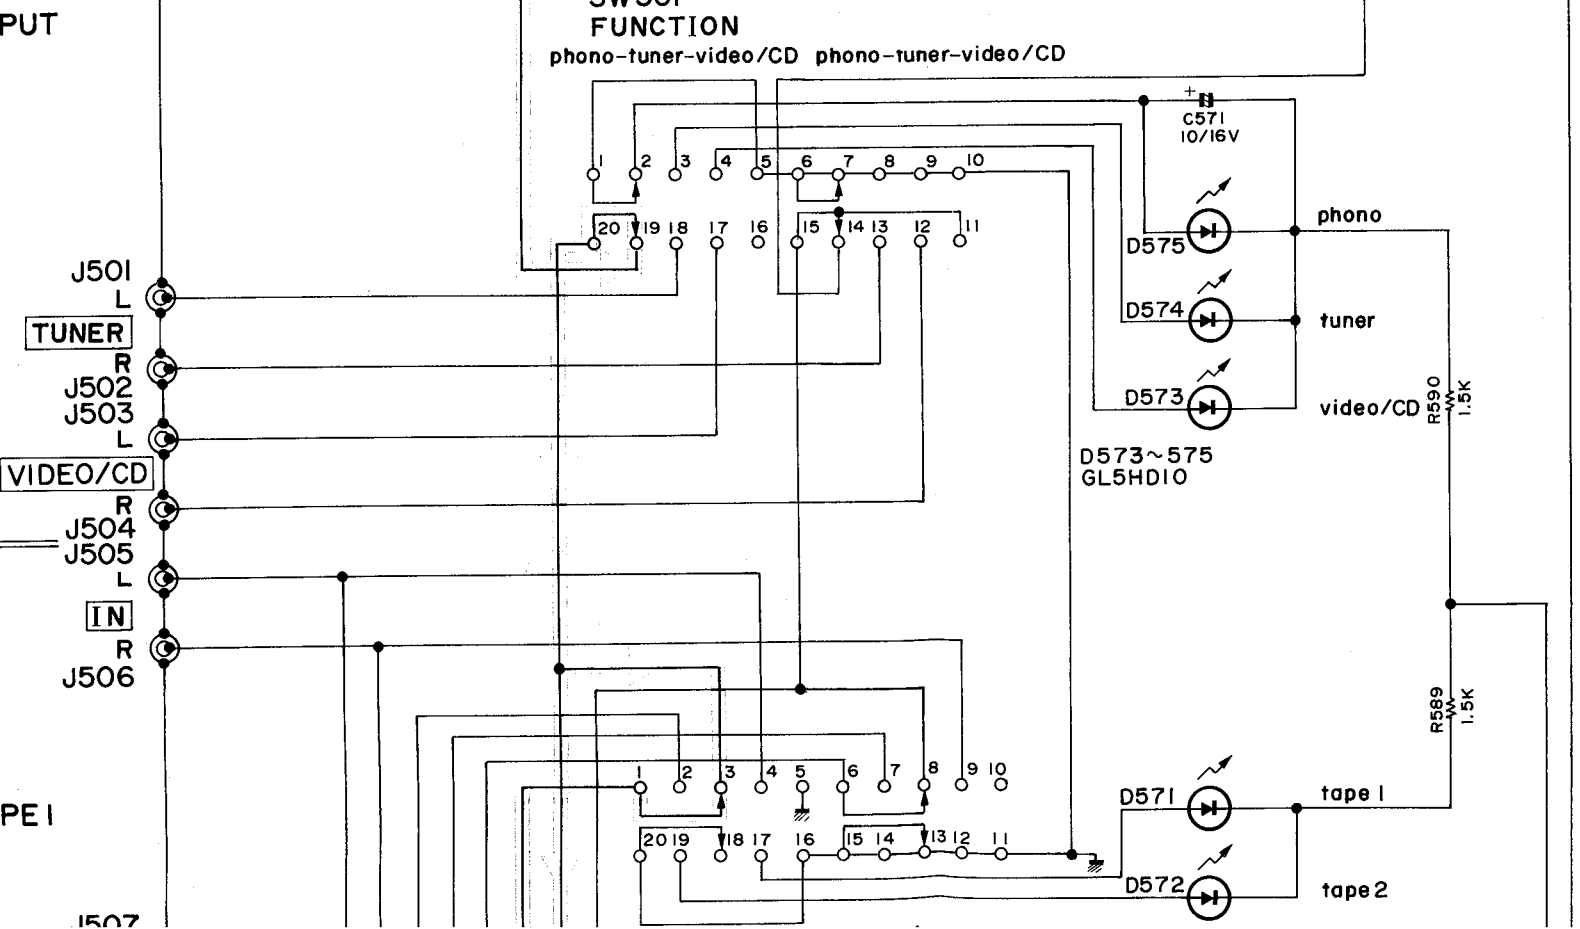 PUT
SW501
FUNCTION
phono-tuner-video/CD phono-tuner-video/CD
+
C571
10/16V
1 2 3 4 5 6 7 8 9 10
20 19 18 17 16 15 14 13 12 11
phono
D575
J501
L
TUNER
R
J502
D574
tuner
J503
L
D573
video/CD
R590
1.5K
VIDEO/CD
D573~575
GL5HD10
R
J504
J505
L
IN
R
J506
R589
1.5K
1 2 3 4 5 6 7 8 9 10
D571
tape 1
PE 1
20 19 18 17 16 15 14 13 12 11
D572
tape 2
J507